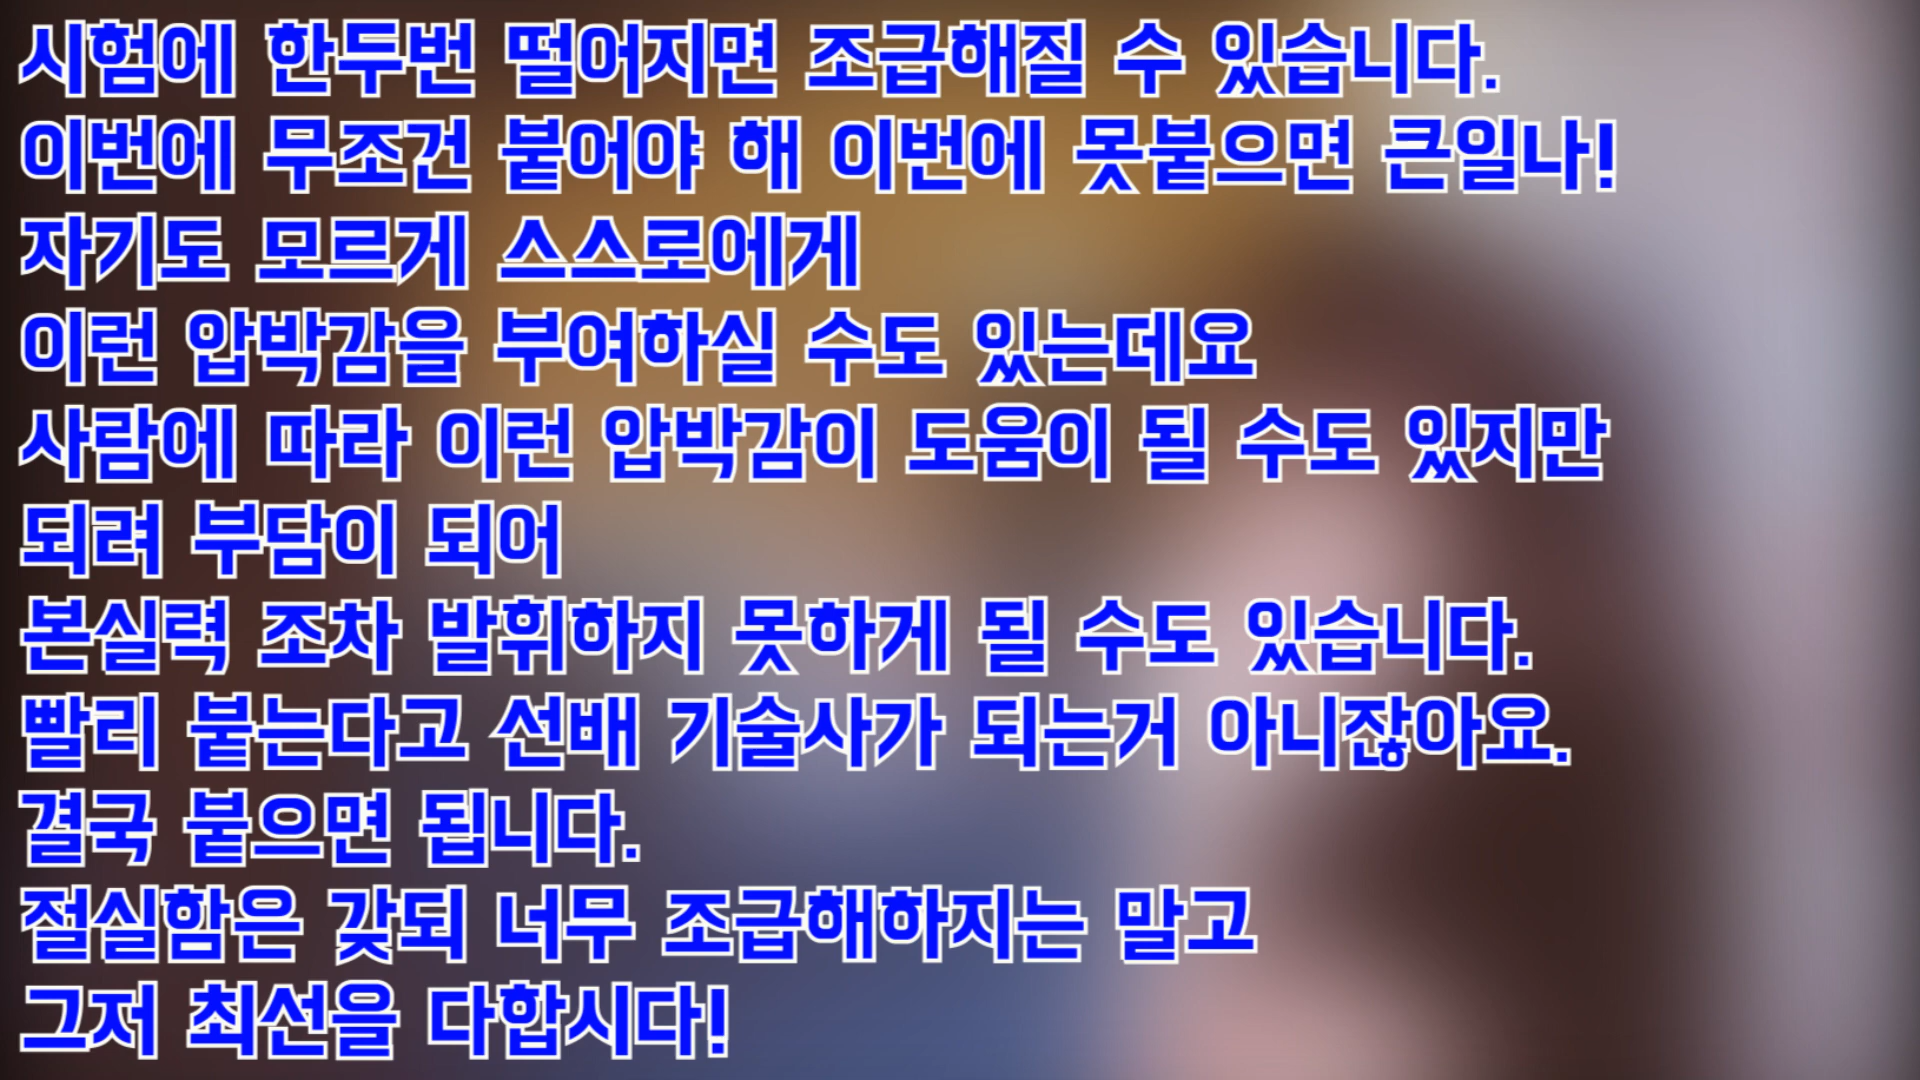 시험에 한두번 떨어지면 조급해질 수 있습니다.
이번에 무조건 붙어야 해 이번에 못붙으면 큰일나!
자기도 모르게 스스로에게
이런 압박감을 부여하실 수도 있는데요
사람에 따라 이런 압박감이 도움이 될 수도 있지만
되려 부담이 되어
본실력 조차 발휘하지 못하게 될 수도 있습니다.
빨리 붙는다고 선배 기술사가 되는거 아니잖아요.
결국 붙으면 됩니다.
절실함은 갖되 너무 조급해하지는 말고
그저 최선을 다합시다!